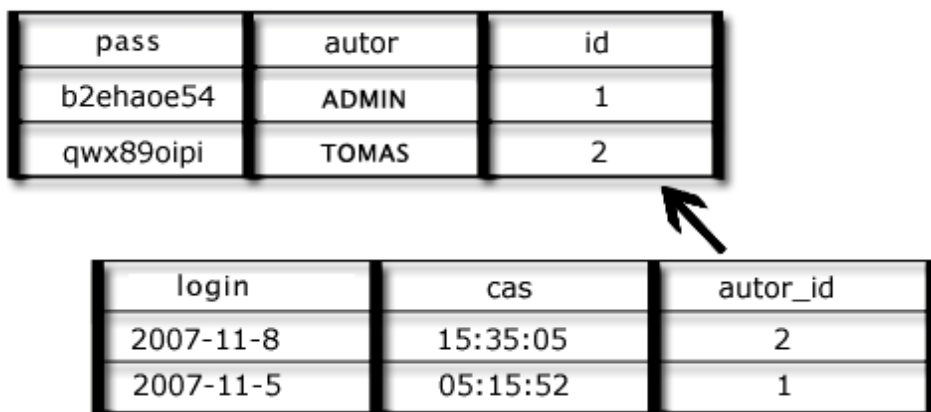 pass autor id
b2ehaoe54 ADMIN 1
qwx89oipi TOMAS 2
login cas autor_id
2007-11-8 15:35:05 2
2007-11-5 05:15:52 1